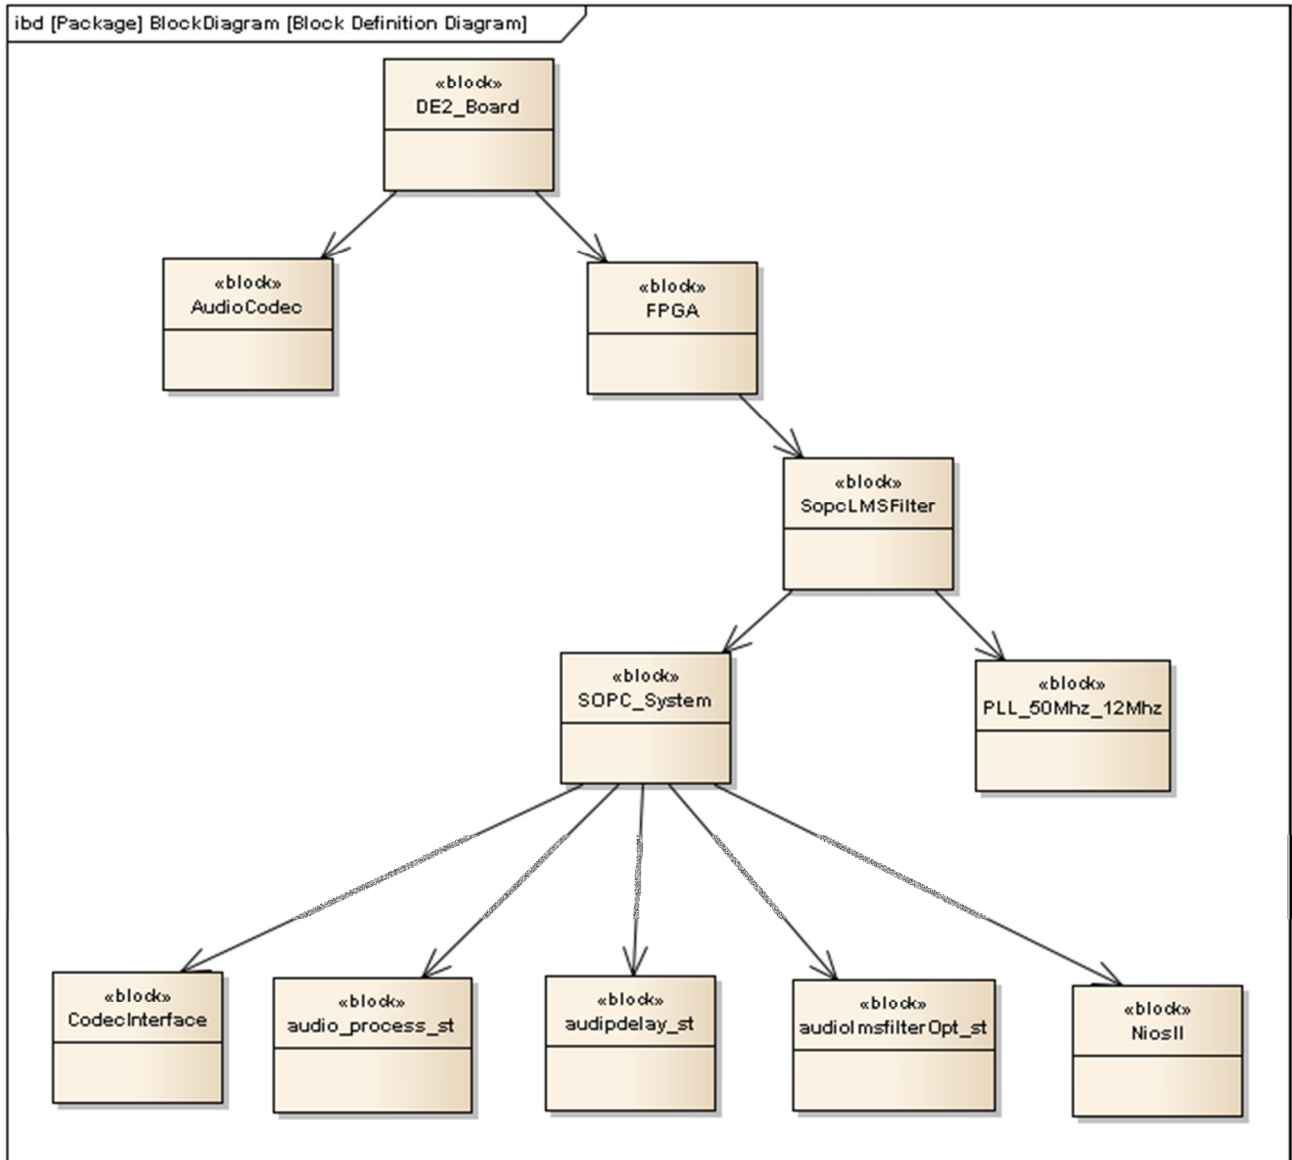 ibd [Package] BlockDiagram [Block Definition Diagram]
«block»
DE2_Board
«block»
AudioCodec
«block»
FPGA
«block»
SopcLMSFilter
«block»
SOPC_System
«block»
PLL_50Mhz_12Mhz
«block»
CodecInterface
«block»
audio_process_st
«block»
audipdelay_st
«block»
audiolmsfilterOpt_st
«block»
NiosII